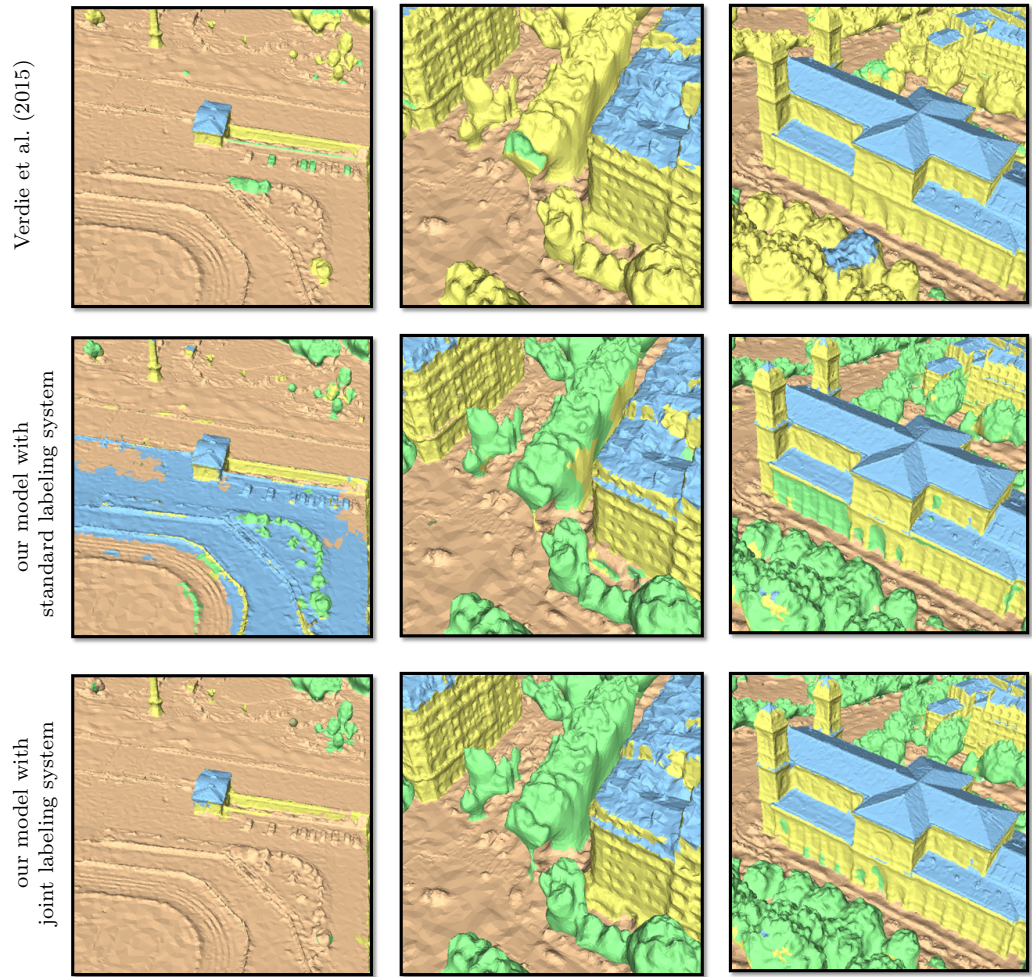 Verdie et al. (2015)
our model with
standard labeling system
our model with
joint labeling system